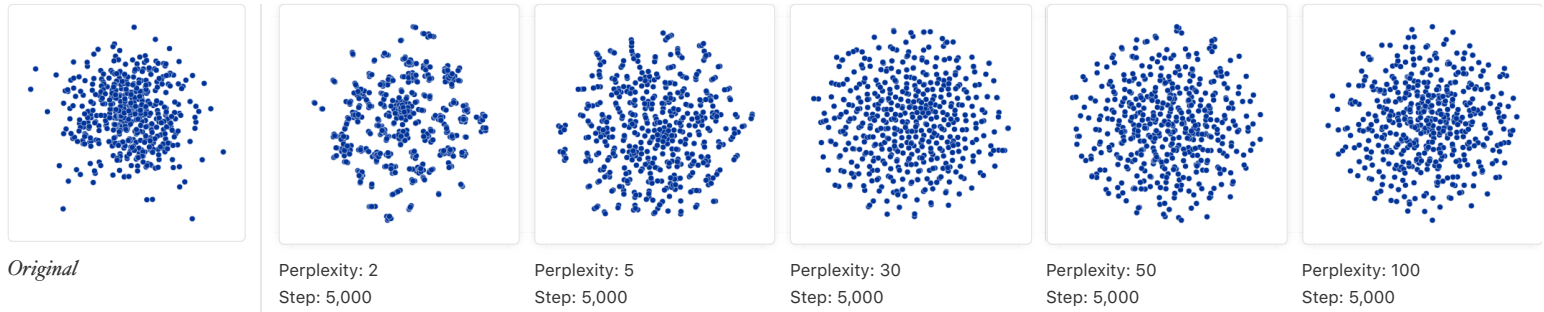 Original
Perplexity: 2
Step: 5,000
Perplexity: 5
Step: 5,000
Perplexity: 30
Step: 5,000
Perplexity: 50
Step: 5,000
Perplexity: 100
Step: 5,000